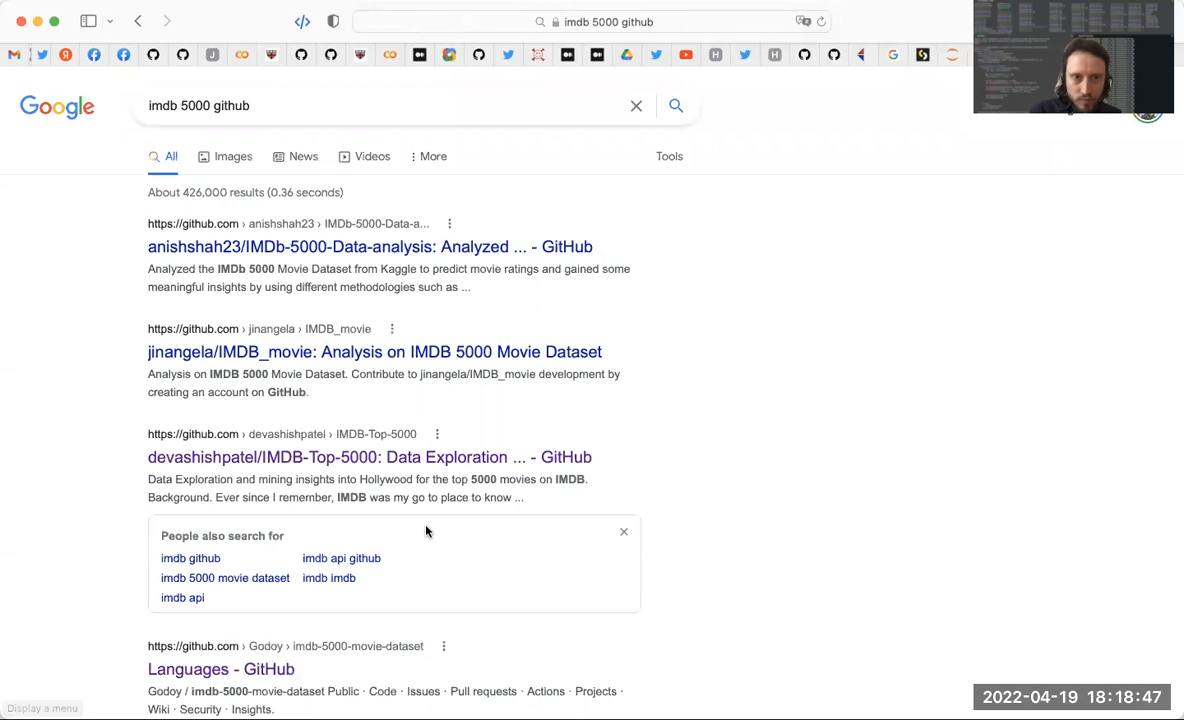 imdb 5000 github
Google
imdb 5000 github
All Images News Videos More Tools
About 426,000 results (0.36 seconds)
https://github.com › anishshah23 › IMDb-5000-Data-a...
anishshah23/IMDb-5000-Data-analysis: Analyzed ... - GitHub
Analyzed the IMDb 5000 Movie Dataset from Kaggle to predict movie ratings and gained some
meaningful insights by using different methodologies such as ...
https://github.com › jinangela › IMDB_movie
jinangela/IMDB_movie: Analysis on IMDB 5000 Movie Dataset
Analysis on IMDB 5000 Movie Dataset. Contribute to jinangela/IMDB_movie development by
creating an account on GitHub.
https://github.com › devashishpatel › IMDB-Top-5000
devashishpatel/IMDB-Top-5000: Data Exploration ... - GitHub
Data Exploration and mining insights into Hollywood for the top 5000 movies on IMDB.
Background. Ever since I remember, IMDB was my go to place to know ...
People also search for
imdb github imdb api github
imdb 5000 movie dataset imdb imdb
imdb api
https://github.com › Godoy › imdb-5000-movie-dataset
Languages - GitHub
Godoy / imdb-5000-movie-dataset Public · Code · Issues · Pull requests · Actions · Projects ·
Wiki · Security · Insights.
Display a menu
2022-04-19 18:18:47